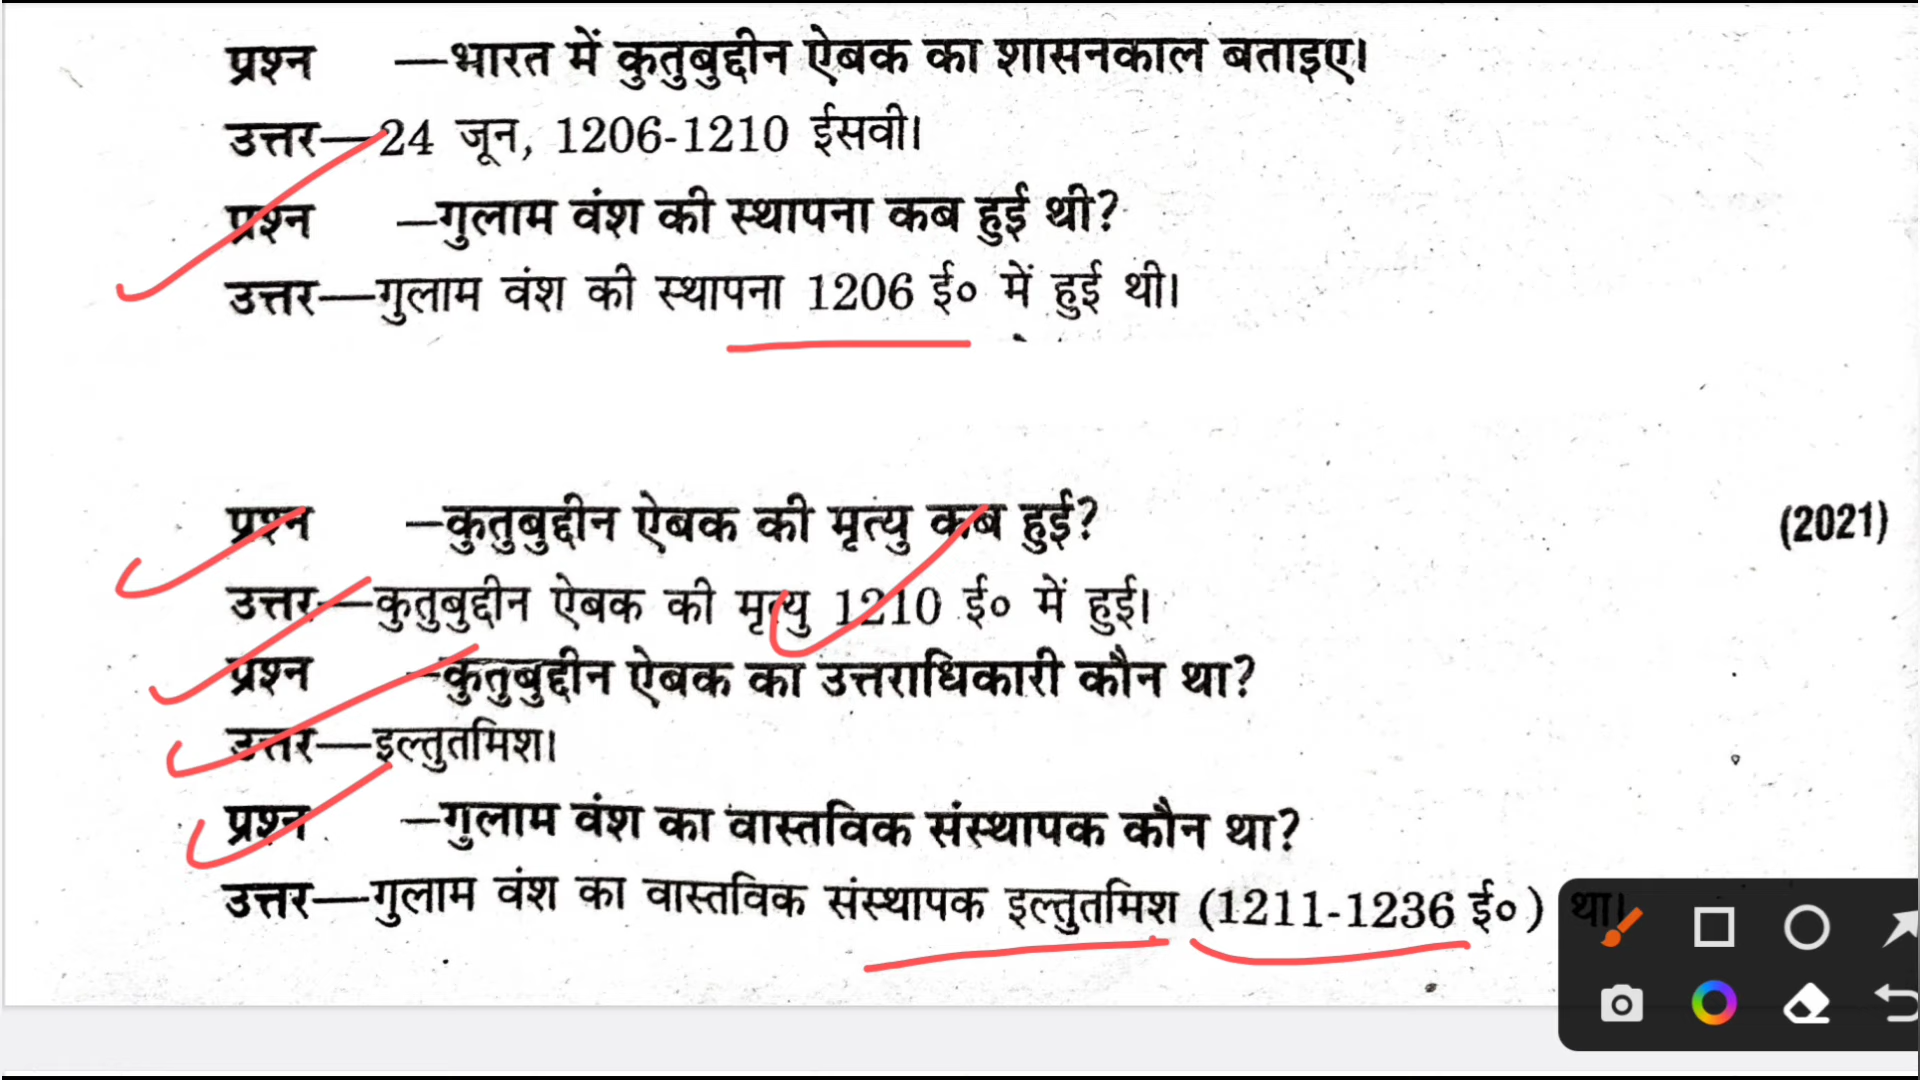 प्रश्न —भारत में कुतुबुद्दीन ऐबक का शासनकाल बताइए।
उत्तर—24 जून, 1206-1210 ईसवी।
प्रश्न —गुलाम वंश की स्थापना कब हुई थी?
उत्तर—गुलाम वंश की स्थापना 1206 ई० में हुई थी।
प्रश्न —कुतुबुद्दीन ऐबक की मृत्यु कब हुई? (2021)
उत्तर—कुतुबुद्दीन ऐबक की मृत्यु 1210 ई० में हुई।
प्रश्न —कुतुबुद्दीन ऐबक का उत्तराधिकारी कौन था?
उत्तर—इल्तुतमिश।
प्रश्न —गुलाम वंश का वास्तविक संस्थापक कौन था?
उत्तर—गुलाम वंश का वास्तविक संस्थापक इल्तुतमिश (1211-1236 ई०) था।